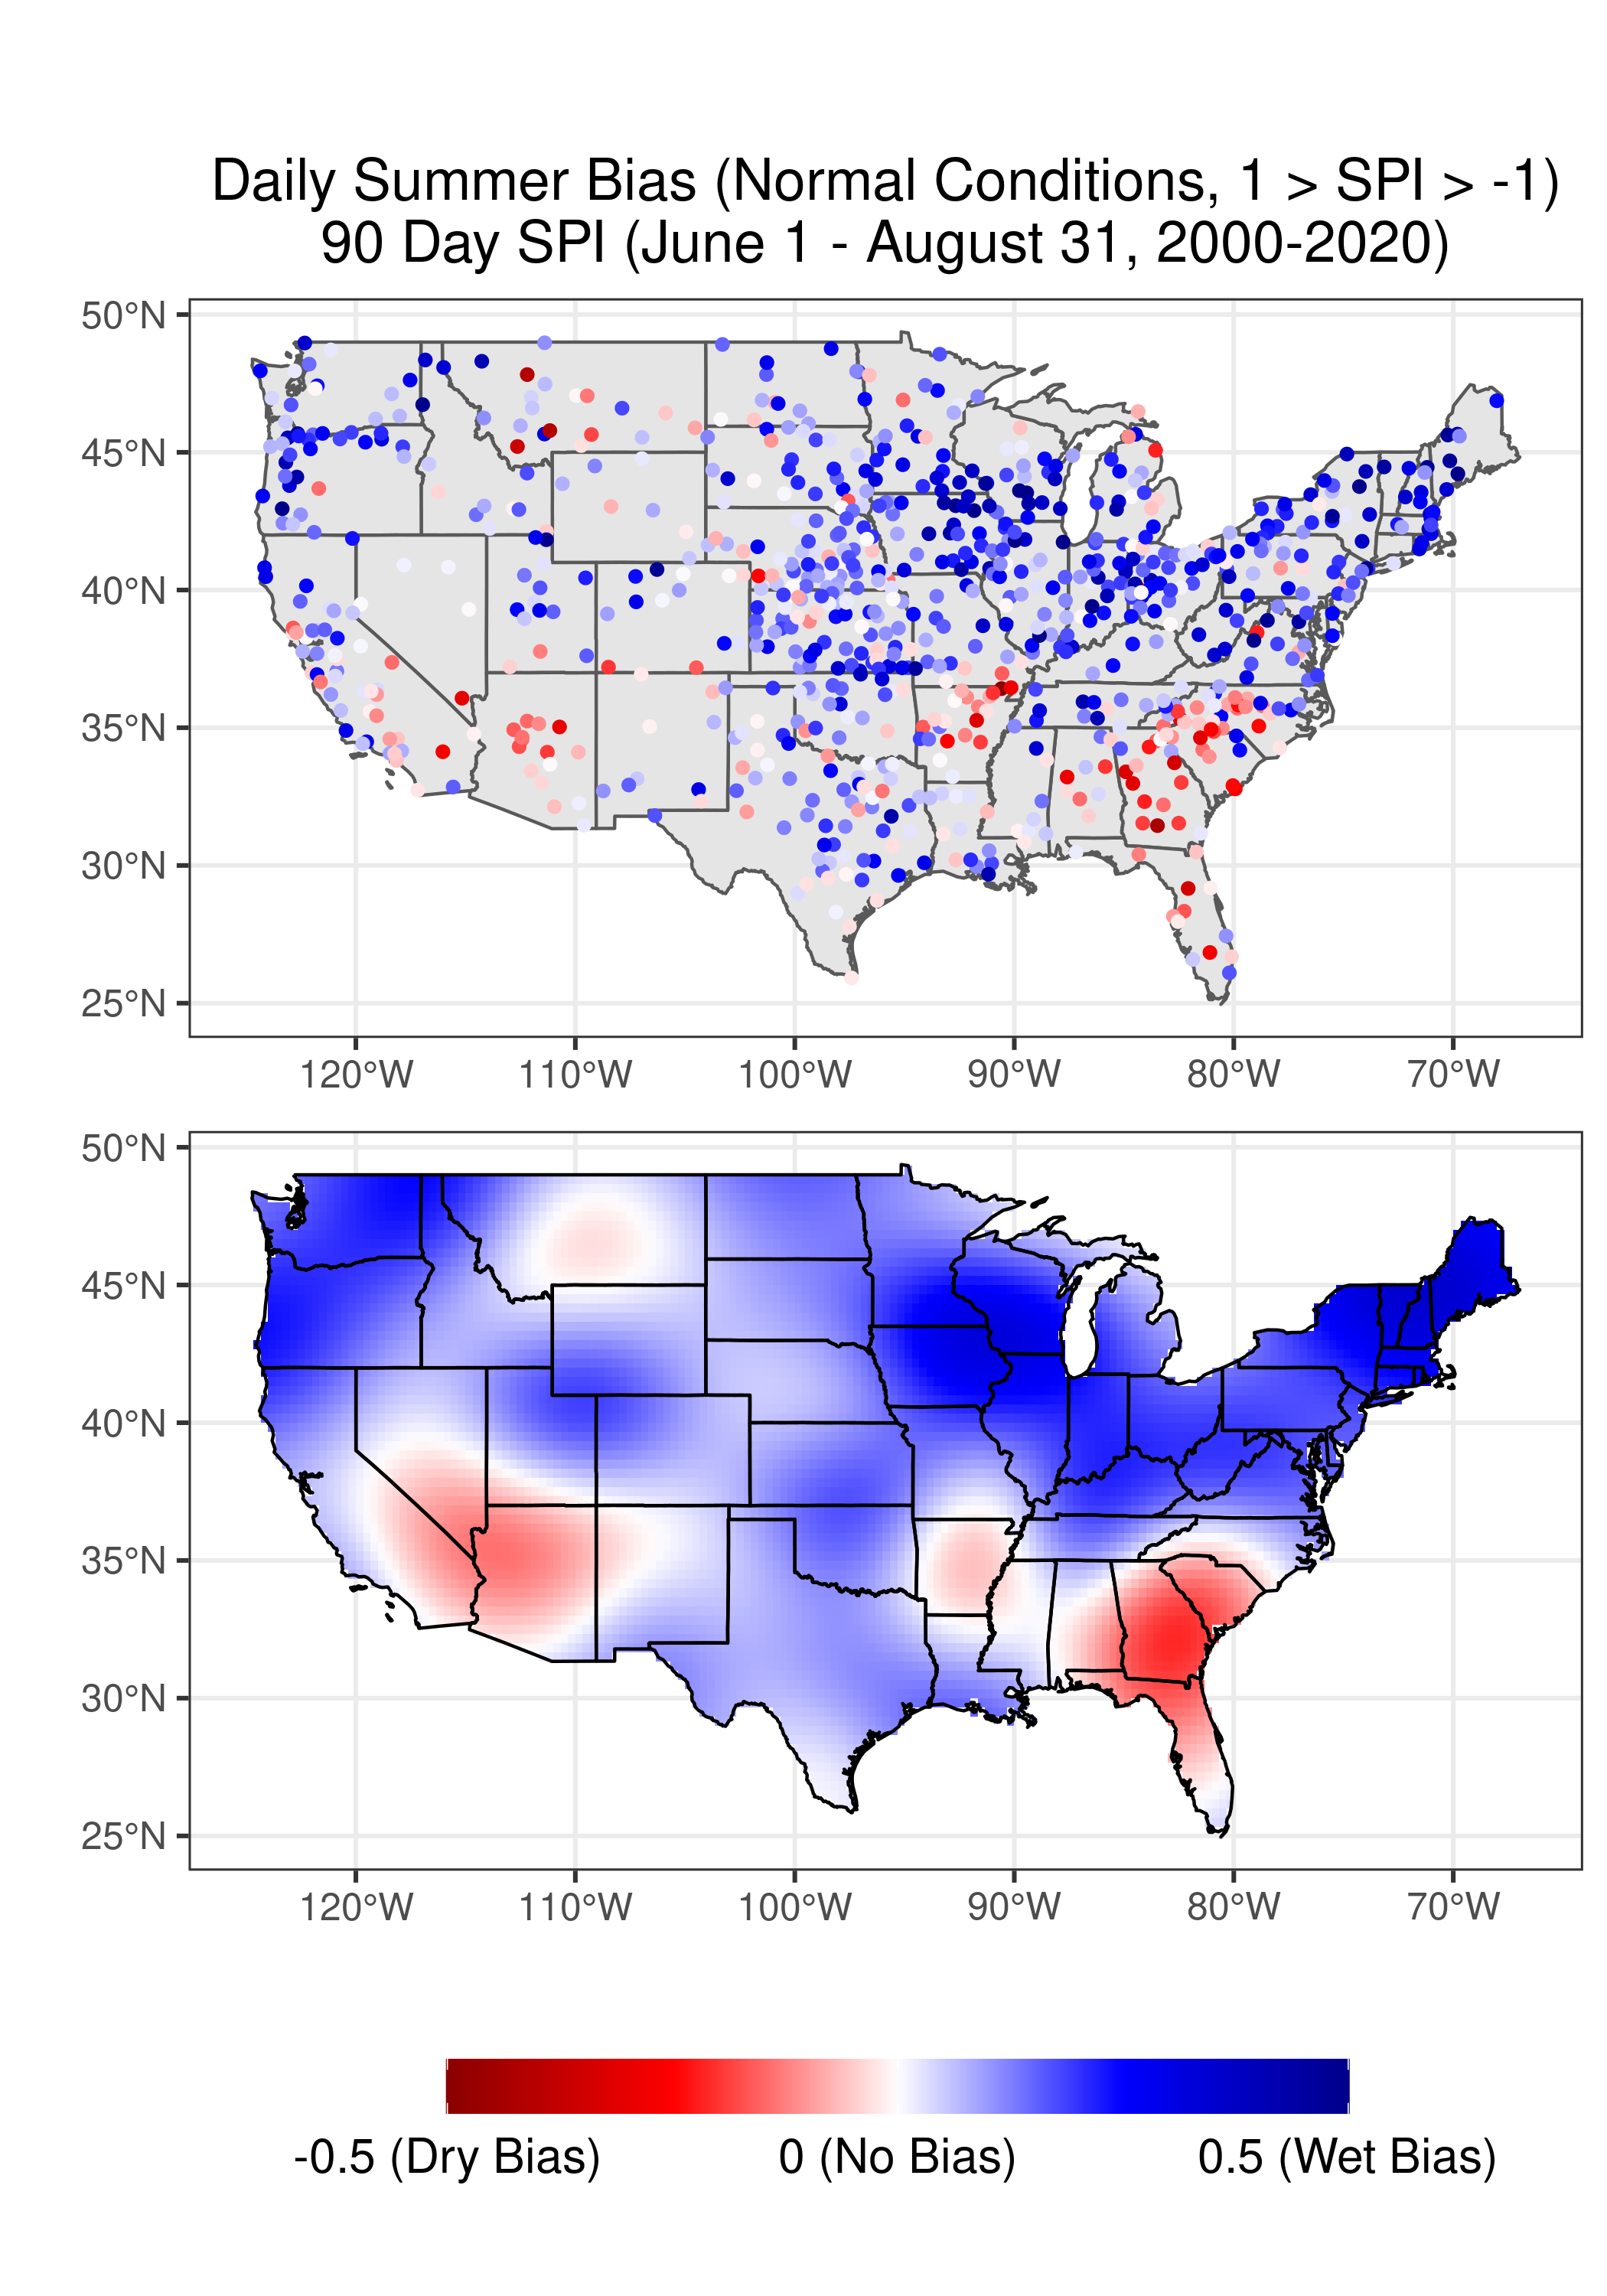 Daily Summer Bias (Normal Conditions, 1 > SPI > -1)
90 Day SPI (June 1 - August 31, 2000-2020)
50°N
45°N
40°N
35°N
30°N
25°N
120°W 110°W 100°W 90°W 80°W 70°W
50°N
45°N
40°N
35°N
30°N
25°N
120°W 110°W 100°W 90°W 80°W 70°W
-0.5 (Dry Bias) 0 (No Bias) 0.5 (Wet Bias)